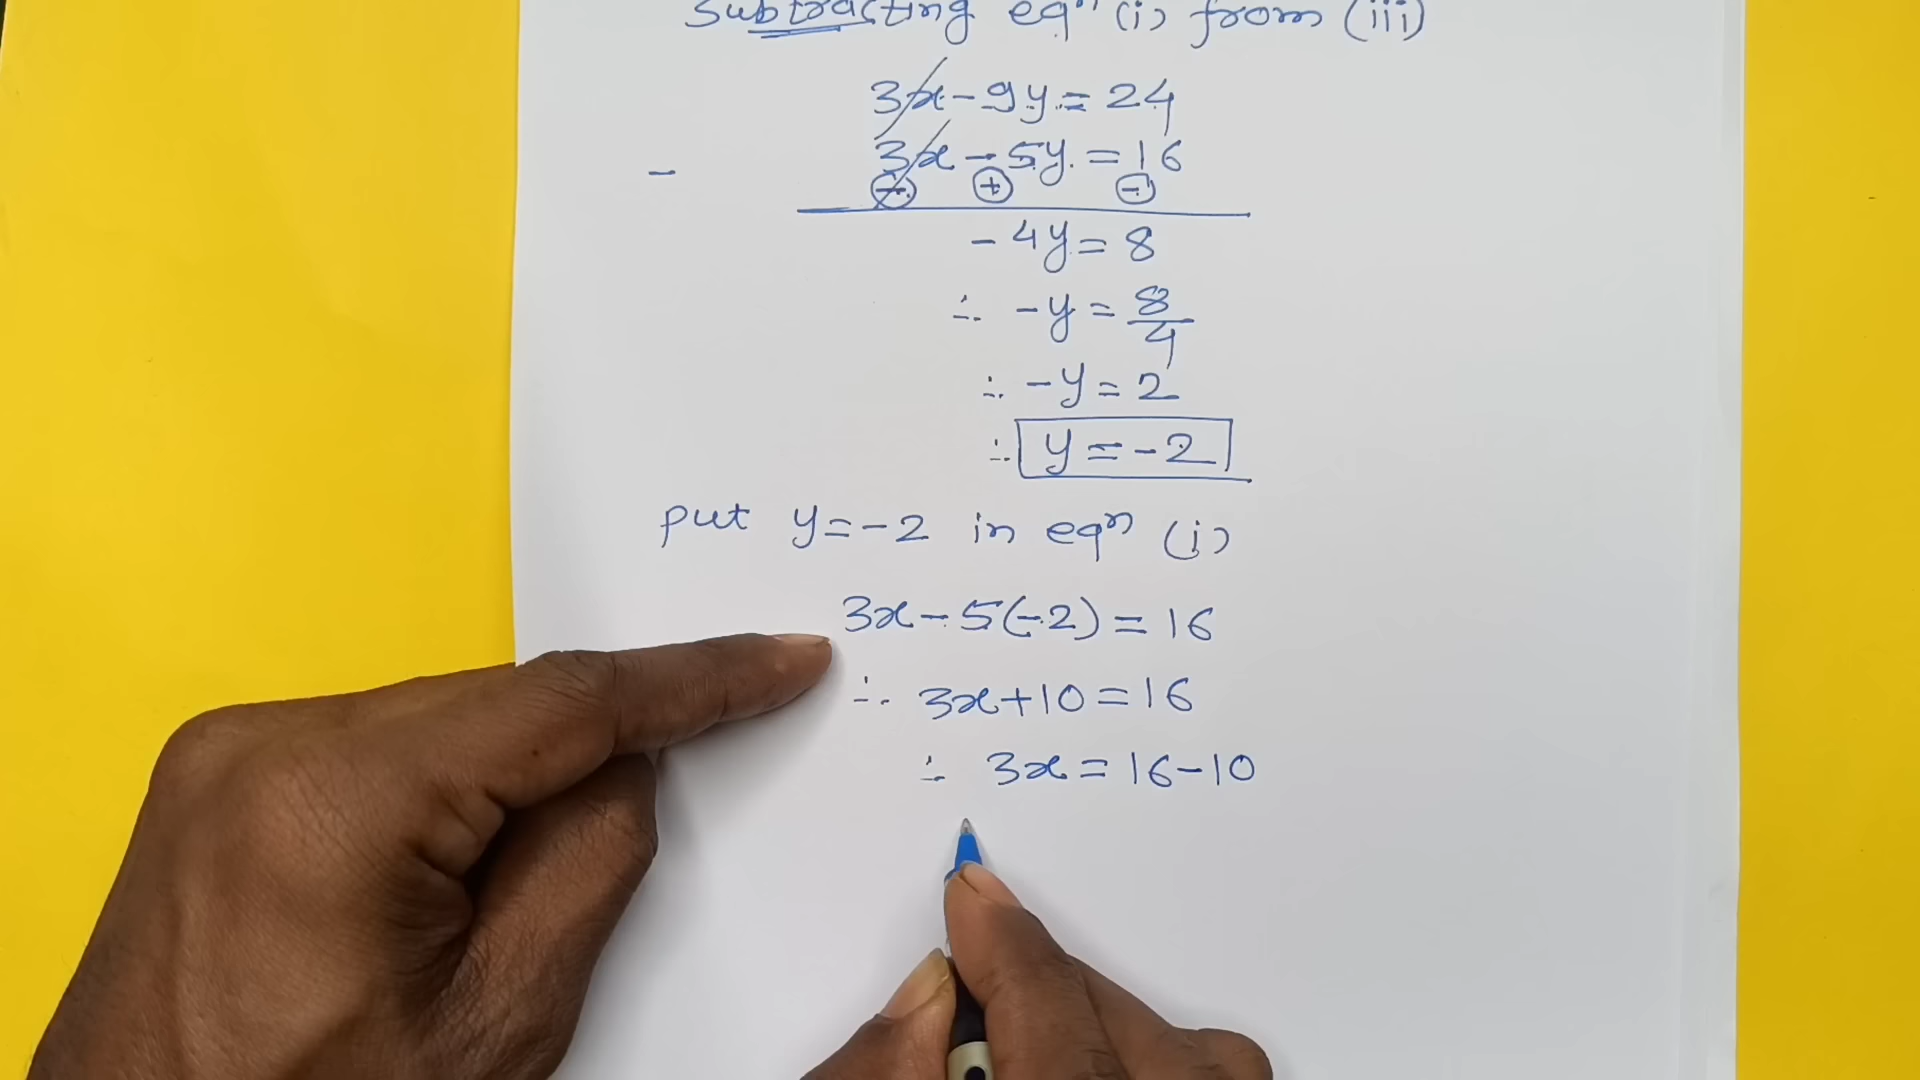 Subtracting eqⁿ (i) from (iii)
3x - 9y = 24
- 3x - 5y = 16
(-) (+) (-)
- 4y = 8
∴ -y = 8/4
∴ -y = 2
∴ y = -2
put y = -2 in eqⁿ (i)
3x - 5(-2) = 16
∴ 3x + 10 = 16
∴ 3x = 16 - 10